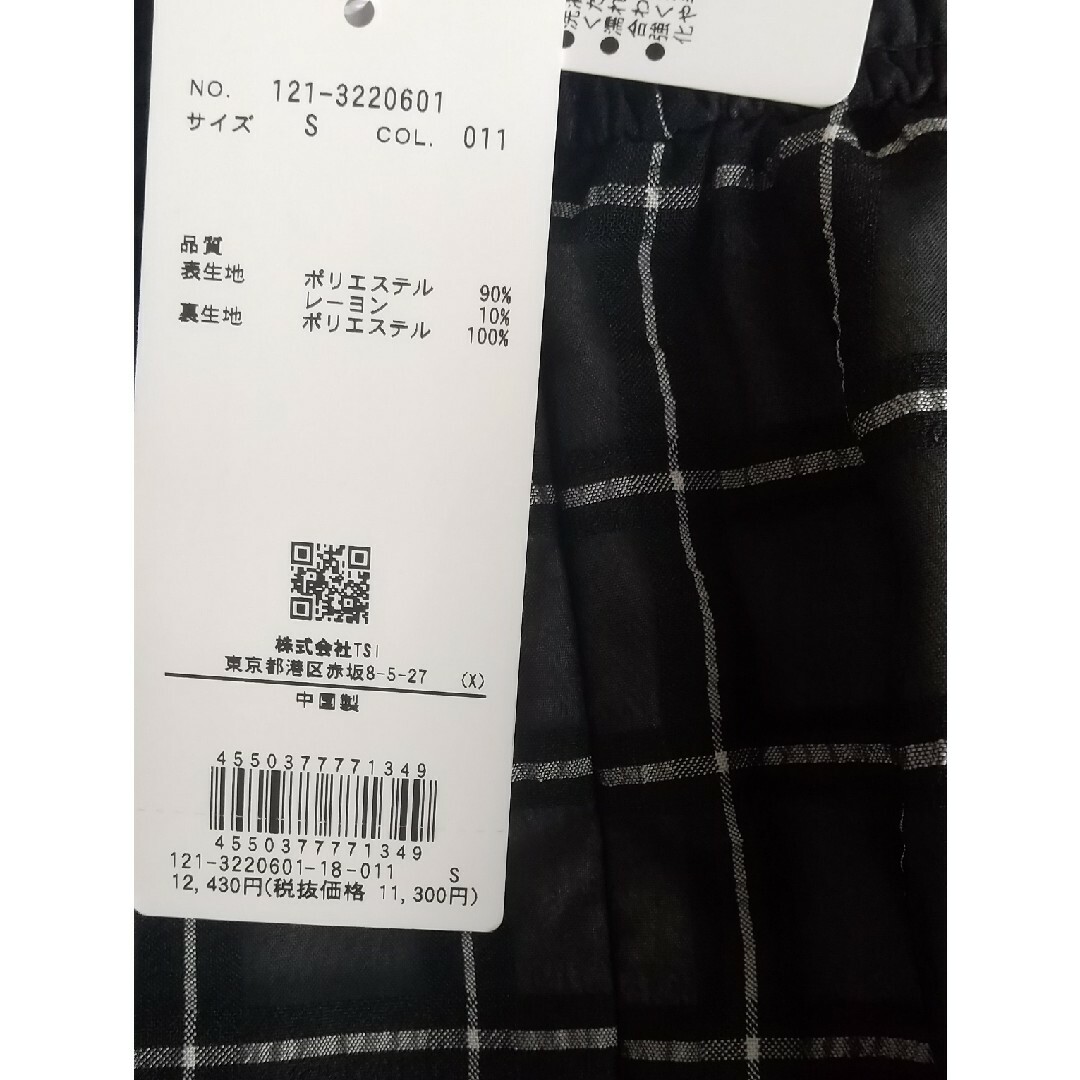 NO. 121-3220601
サイズ S COL. 011
品質
表生地 ポリエステル 90%
レーヨン 10%
裏生地 ポリエステル 100%
株式会社TSI
東京都港区赤坂8-5-27 (X)
中国製
4550377771349
4550377771349
121-3220601-18-011 S
12,430円(税抜価格 11,300円)